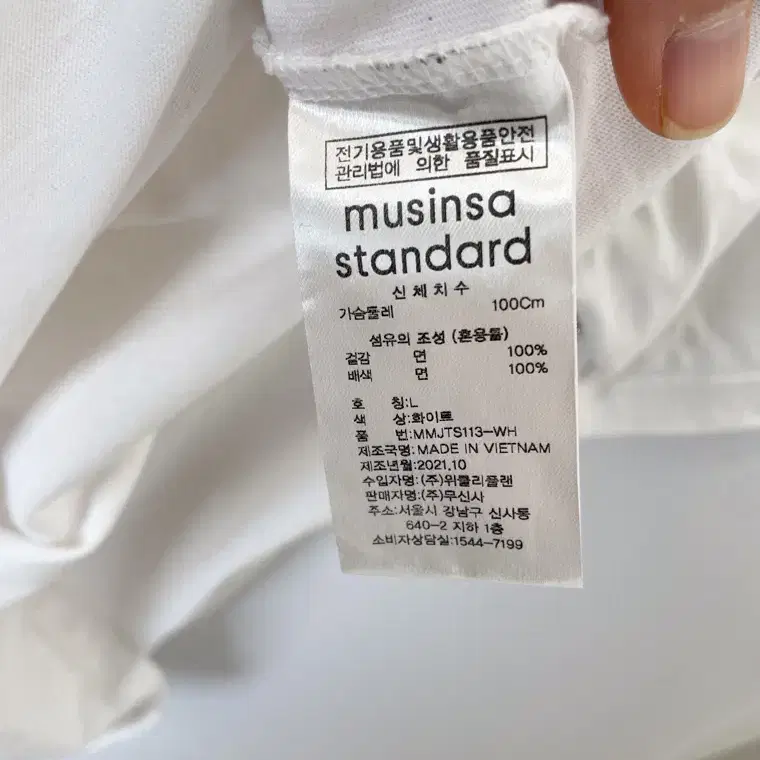 전기용품및생활용품안전
관리법에 의한 품질표시
musinsa
standard
신체치수
가슴둘레 100Cm
섬유의 조성 (혼용율)
겉감 면 100%
배색 면 100%
호 칭:L
색 상:화이트
품 번:MMJTS113-WH
제조국명:MADE IN VIETNAM
제조년월:2021.10
수입자명:(주)위클리플랜
판매자명:(주)무신사
주소:서울시 강남구 신사동
640-2 지하 1층
소비자상담실:1544-7199